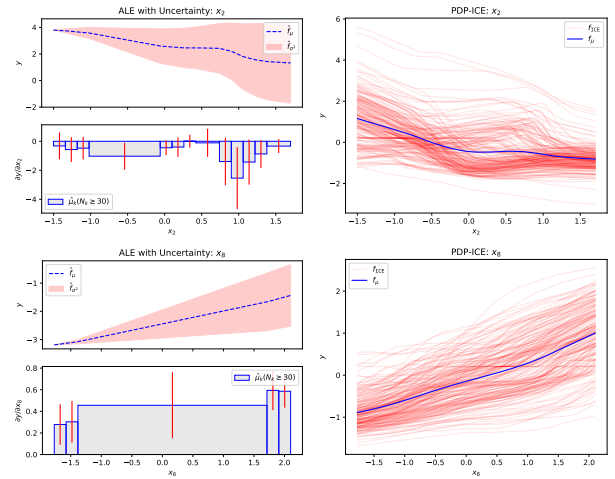 ALE with Uncertainty: x₂
y
4
2
0
−2
f̂_μ
f̂_σ²
∂y/∂x₂
0
−2
−4
μ̂_k(N_k ≥ 30)
−1.5 −1.0 −0.5 0.0 0.5 1.0 1.5
x₂
PDP-ICE: x₂
y
6
4
2
0
−2
f_ICE
f_μ
−1.5 −1.0 −0.5 0.0 0.5 1.0 1.5
x₂
ALE with Uncertainty: x₈
y
−1
−2
−3
f̂_μ
f̂_σ²
∂y/∂x₈
0.8
0.6
0.4
0.2
0.0
μ̂_k(N_k ≥ 30)
−1.5 −1.0 −0.5 0.0 0.5 1.0 1.5 2.0
x₈
PDP-ICE: x₈
y
2
1
0
−1
f_ICE
f_μ
−1.5 −1.0 −0.5 0.0 0.5 1.0 1.5 2.0
x₈